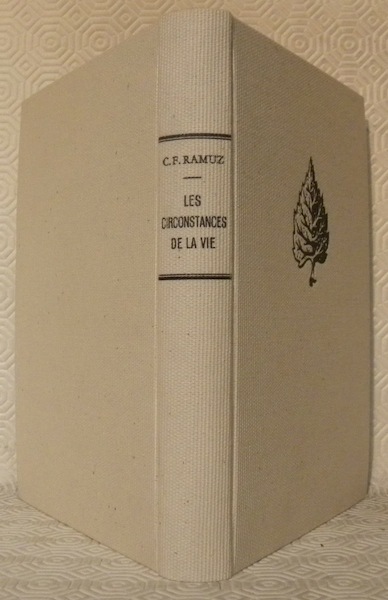 C. F. RAMUZ
LES
CIRCONSTANCES
DE LA VIE